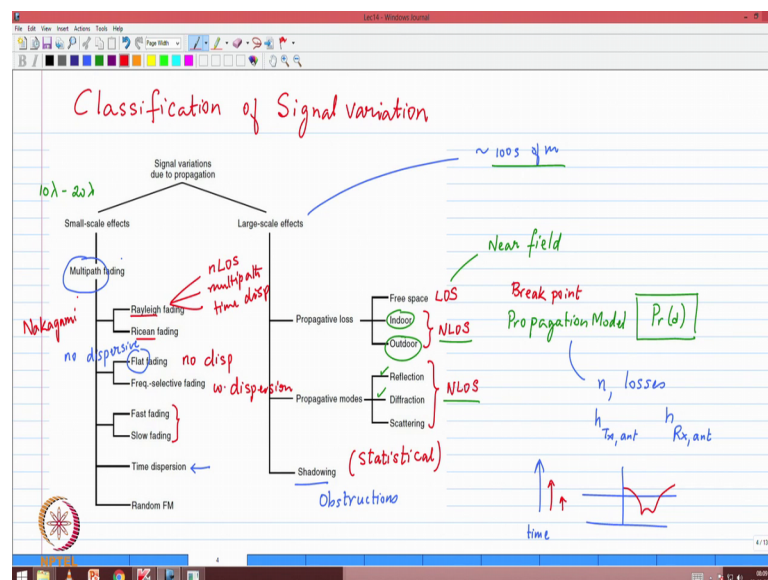 Lec14 - Windows Journal
File Edit View Insert Actions Tools Help
Page Width
B I
Classification of Signal variation
Signal variations
due to propagation
~ 100s of m
10λ - 20λ
Small-scale effects
Large-scale effects
Near field
Multipath fading
nLOS
multipath
time disp
Nakagami
Rayleigh fading
Ricean fading
no dispersive
Flat fading
no disp
Freq.-selective fading
w. dispersion
Fast fading
Slow fading
Time dispersion
Random FM
Propagative loss
Free space
LOS
Indoor
Outdoor
NLOS
Break point
Propagation Model
Pr(d)
n, losses
h Tx, ant
h Rx, ant
Propagative modes
Reflection
Diffraction
Scattering
NLOS
Shadowing
(statistical)
Obstructions
time
NPTEL
4
4 / 13